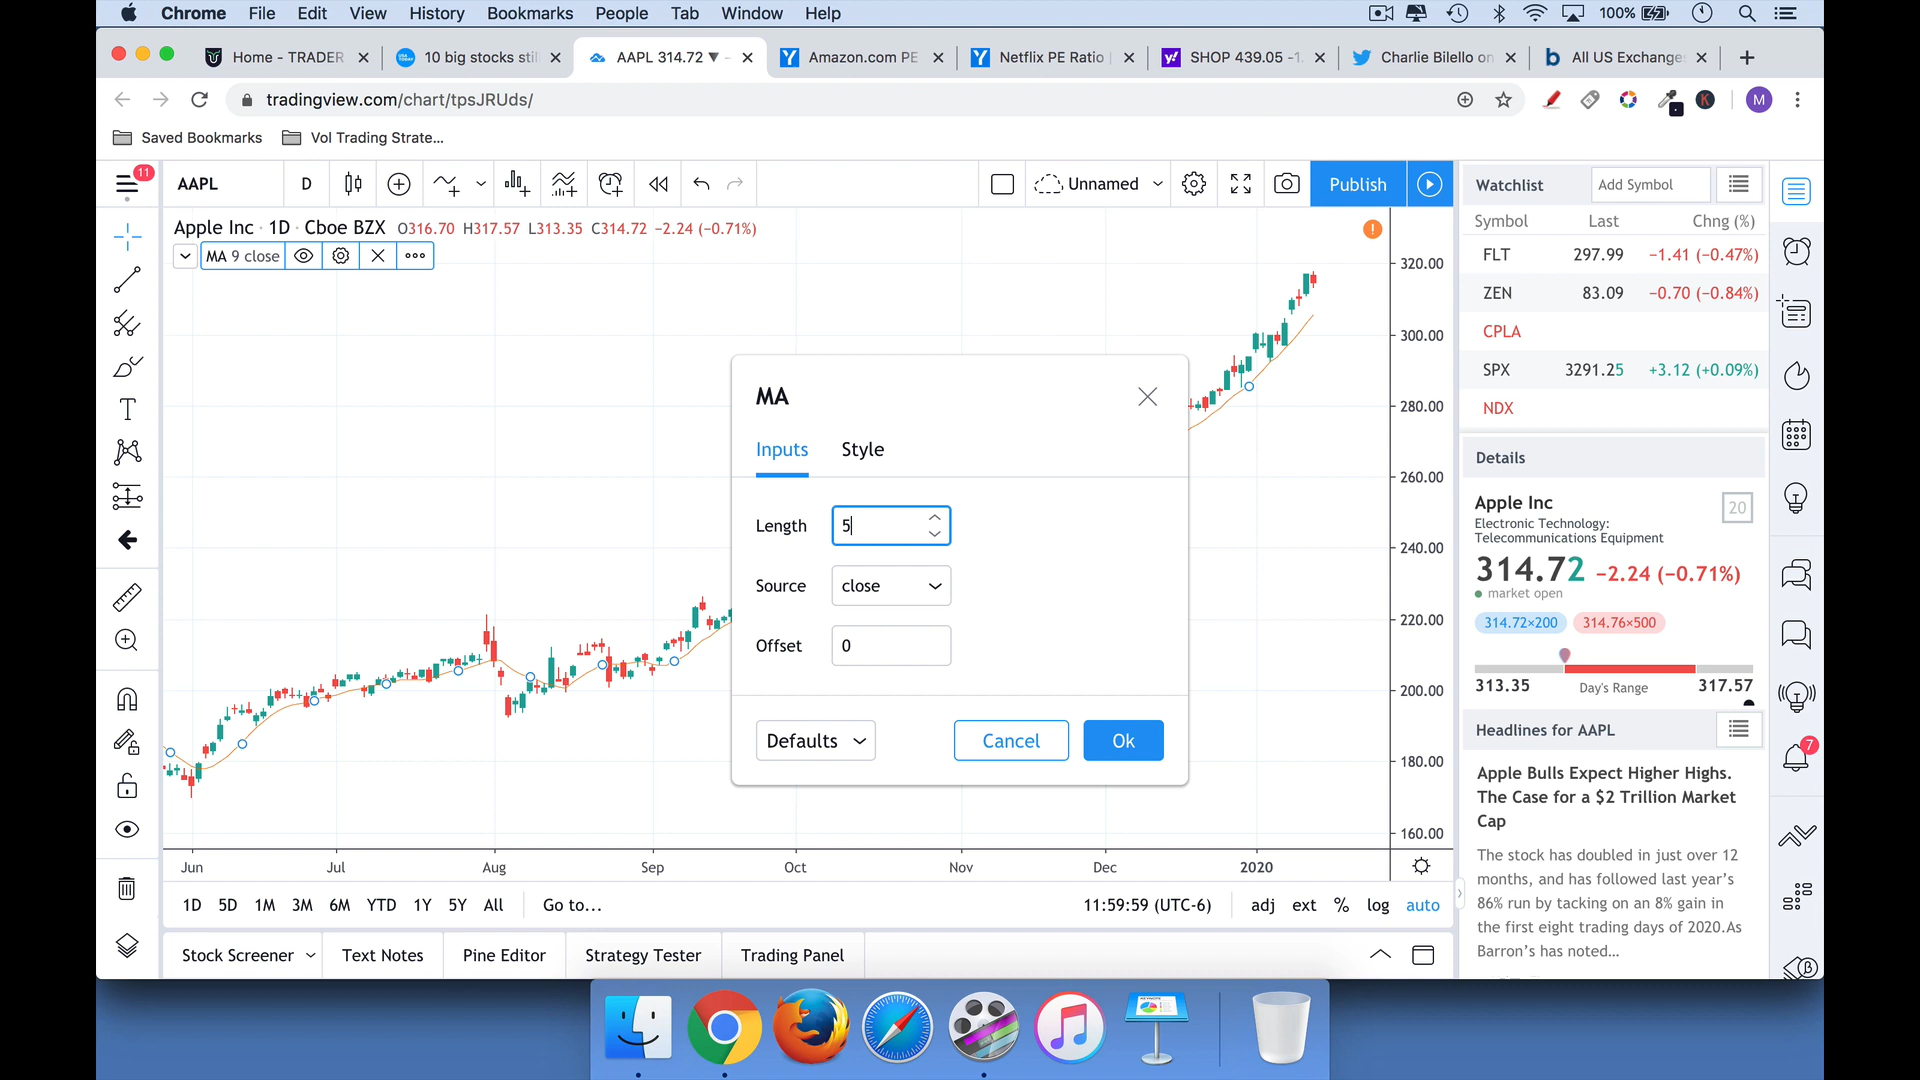 Chrome File Edit View History Bookmarks People Tab Window Help 100%
Home - TRADER 10 big stocks stil AAPL 314.72 ▼ - Amazon.com PE Netflix PE Ratio SHOP 439.05 -1. Charlie Bilello on All US Exchange
tradingview.com/chart/tpsJRUds/ M
Saved Bookmarks Vol Trading Strate...
11 AAPL D Unnamed Publish
Apple Inc · 1D · Cboe BZX O316.70 H317.57 L313.35 C314.72 −2.24 (−0.71%)
MA 9 close
320.00
300.00
280.00
260.00
240.00
220.00
200.00
180.00
160.00
MA
Inputs Style
Length 5
Source close
Offset 0
Defaults Cancel Ok
Jun Jul Aug Sep Oct Nov Dec 2020
1D 5D 1M 3M 6M YTD 1Y 5Y All Go to... 11:59:59 (UTC-6) adj ext % log auto
Stock Screener Text Notes Pine Editor Strategy Tester Trading Panel
Watchlist Add Symbol
Symbol Last Chng (%)
FLT 297.99 −1.41 (−0.47%)
ZEN 83.09 −0.70 (−0.84%)
CPLA
SPX 3291.25 +3.12 (+0.09%)
NDX
Details
Apple Inc 20
Electronic Technology:
Telecommunications Equipment
314.72 −2.24 (−0.71%)
market open
314.72×200 314.76×500
313.35 Day's Range 317.57
Headlines for AAPL
Apple Bulls Expect Higher Highs.
The Case for a $2 Trillion Market
Cap
The stock has doubled in just over 12
months, and has followed last year's
86% run by tacking on an 8% gain in
the first eight trading days of 2020.As
Barron's has noted...
7
KEYNOTE